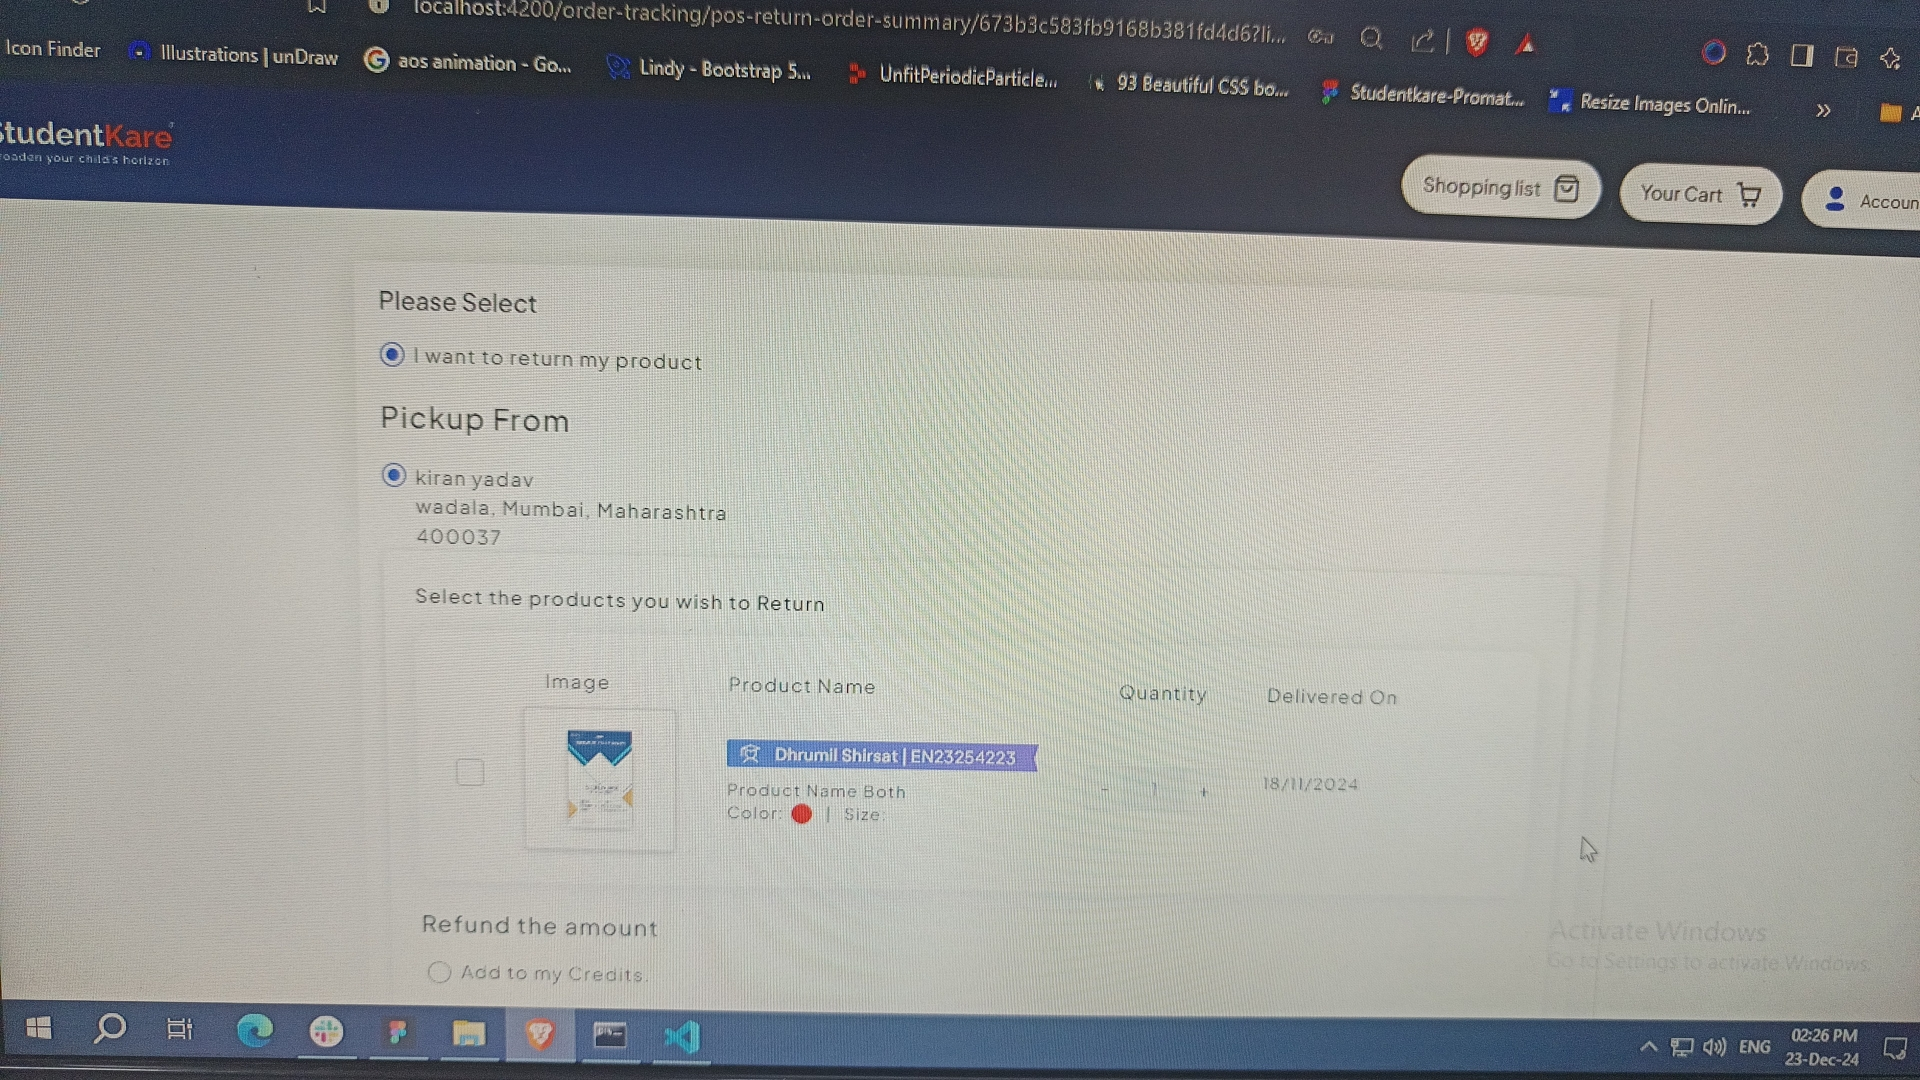 localhost:4200/order-tracking/pos-return-order-summary/673b3c583fb9168b381fd4d6?li...
Icon Finder
Illustrations | unDraw
aos animation - Go...
Lindy - Bootstrap 5...
UnfitPeriodicParticle...
93 Beautiful CSS bo...
Studentkare-Promat...
Resize Images Onlin...
»
StudentKare
roaden your child's horizon
Shopping list
Your Cart
Accoun
Please Select
I want to return my product
Pickup From
kiran yadav
wadala, Mumbai, Maharashtra
400037
Select the products you wish to Return
Image
Product Name
Quantity
Delivered On
Dhrumil Shirsat | EN23254223
Product Name Both
Color: | Size:
- 1 +
18/11/2024
Refund the amount
Add to my Credits.
Activate Windows
Go to Settings to activate Windows.
ENG
02:26 PM
23-Dec-24